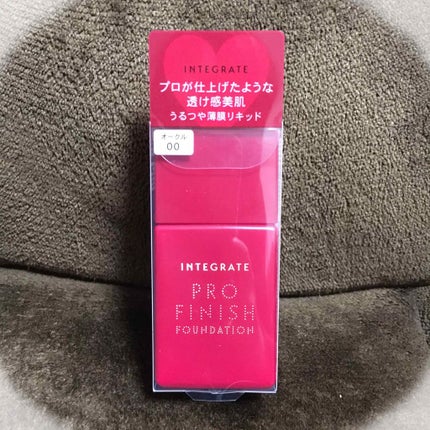 INTEGRATE
プロが仕上げたような
透け感美肌
うるつや薄膜リキッド
オークル
00
INTEGRATE
PRO
FINISH
FOUNDATION